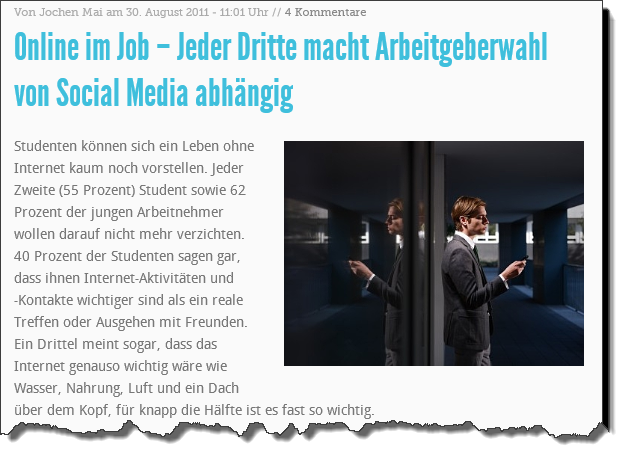 Von Jochen Mai am 30. August 2011 - 11:01 Uhr // 4 Kommentare
Online im Job – Jeder Dritte macht Arbeitgeberwahl
von Social Media abhängig
Studenten können sich ein Leben ohne
Internet kaum noch vorstellen. Jeder
Zweite (55 Prozent) Student sowie 62
Prozent der jungen Arbeitnehmer
wollen darauf nicht mehr verzichten.
40 Prozent der Studenten sagen gar,
dass ihnen Internet-Aktivitäten und
-Kontakte wichtiger sind als ein reale
Treffen oder Ausgehen mit Freunden.
Ein Drittel meint sogar, dass das
Internet genauso wichtig wäre wie
Wasser, Nahrung, Luft und ein Dach
über dem Kopf, für knapp die Hälfte ist es fast so wichtig.